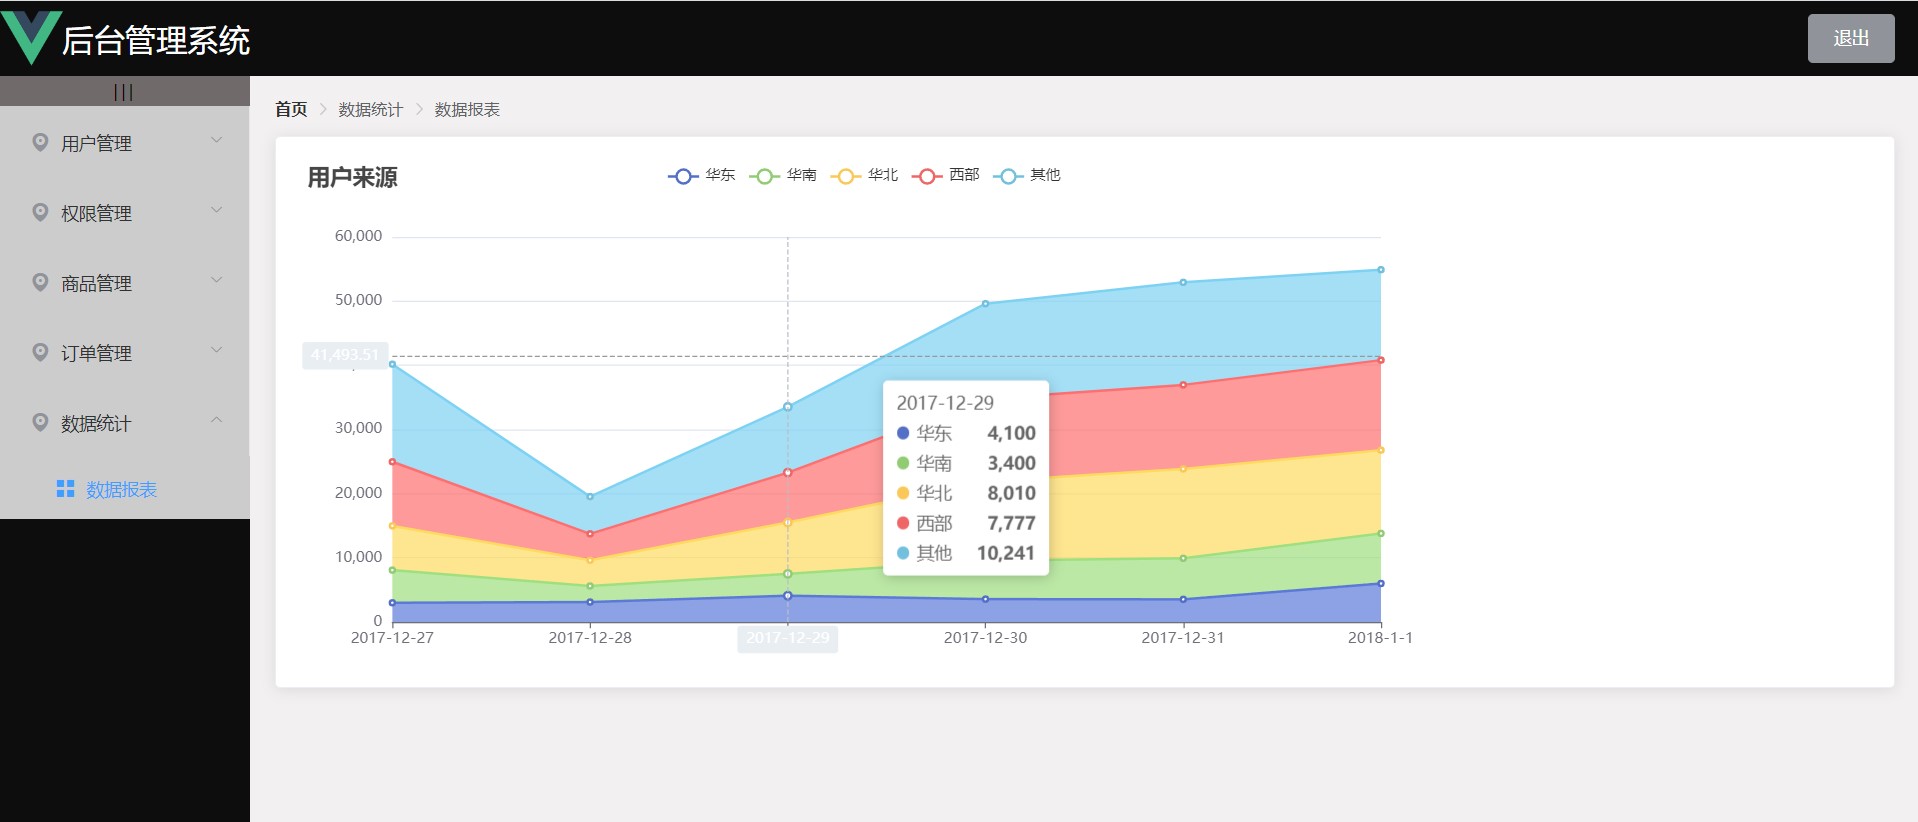 后台管理系统
退出
|||
首页 > 数据统计 > 数据报表
用户管理
权限管理
商品管理
订单管理
数据统计
数据报表
用户来源
华东 华南 华北 西部 其他
60,000
50,000
41,493.51
30,000
20,000
10,000
0
2017-12-29
华东 4,100
华南 3,400
华北 8,010
西部 7,777
其他 10,241
2017-12-27 2017-12-28 2017-12-29 2017-12-30 2017-12-31 2018-1-1